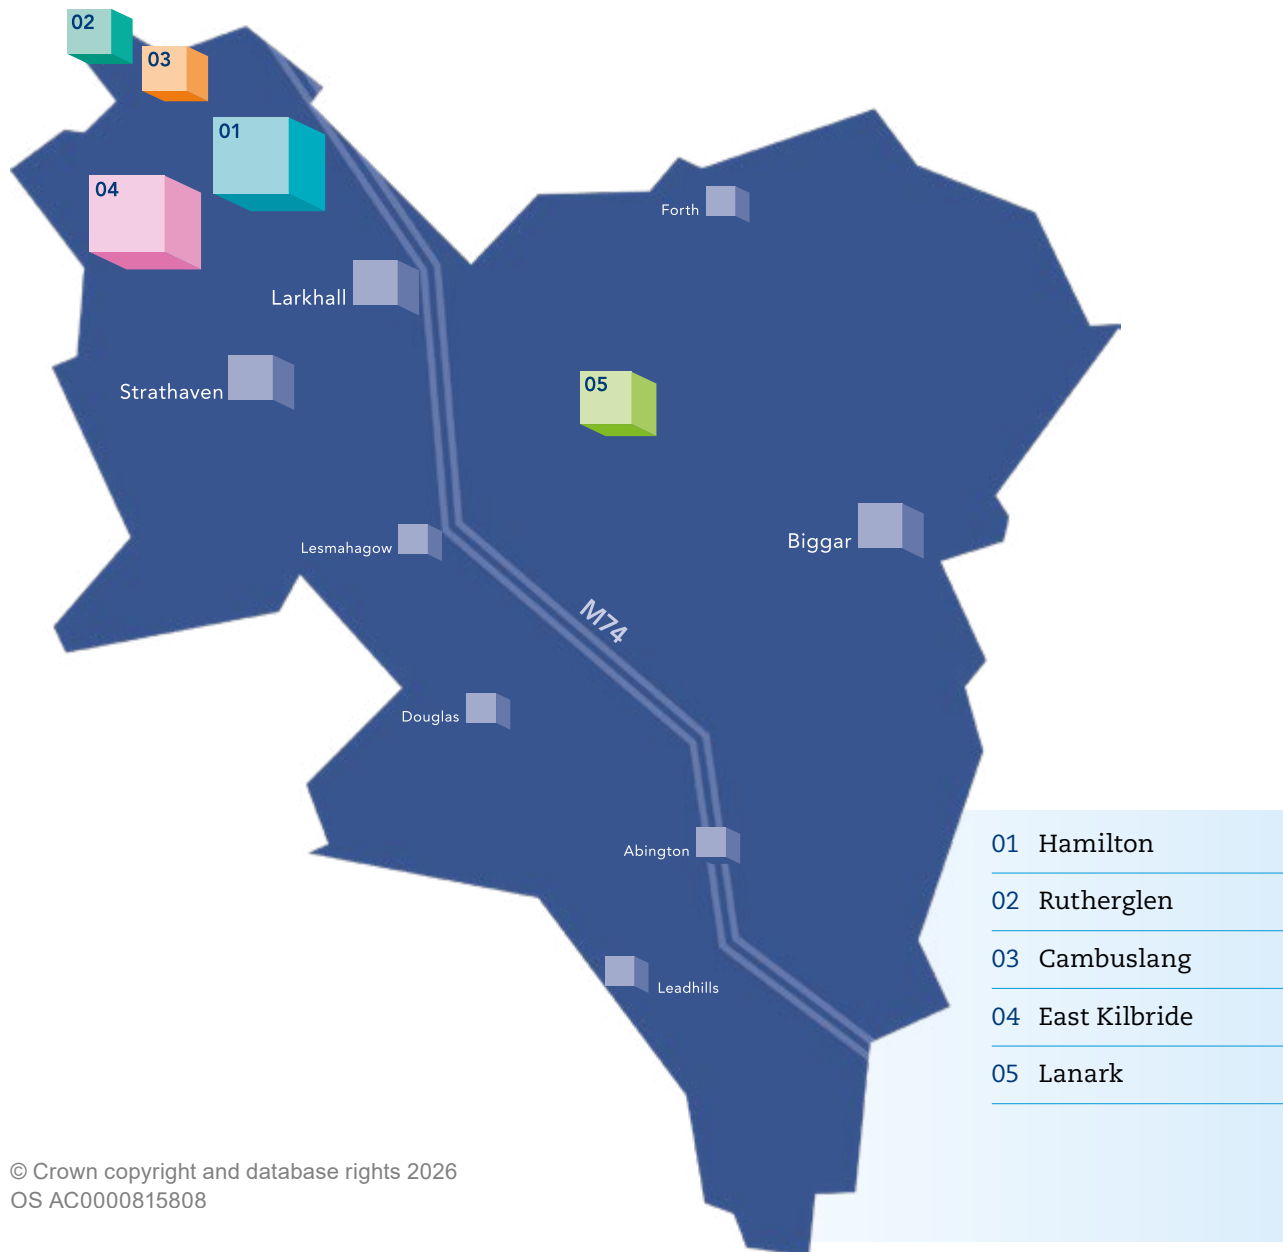 02
03
01
04
Forth
Larkhall
05
Strathaven
Biggar
Lesmahagow
M74
Douglas
Abington
Leadhills
01 Hamilton
02 Rutherglen
03 Cambuslang
04 East Kilbride
05 Lanark
© Crown copyright and database rights 2026
OS AC0000815808